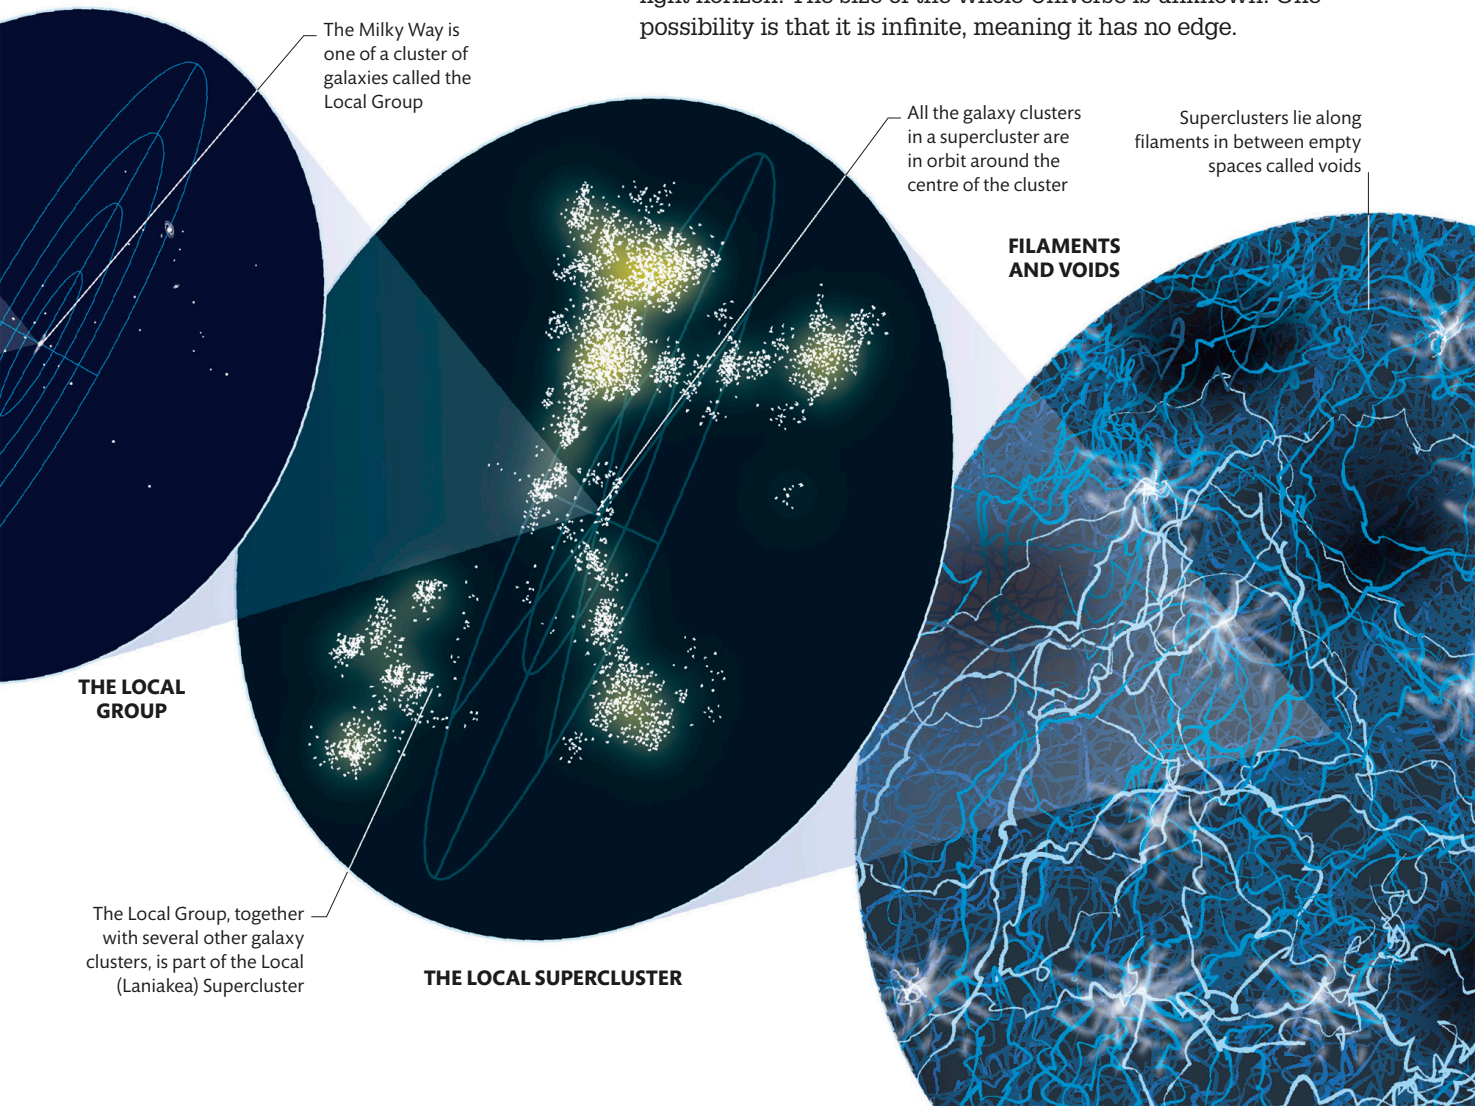 possibility is that it is infinite, meaning it has no edge.
The Milky Way is
one of a cluster of
galaxies called the
Local Group
All the galaxy clusters
in a supercluster are
in orbit around the
centre of the cluster
Superclusters lie along
filaments in between empty
spaces called voids
FILAMENTS
AND VOIDS
THE LOCAL
GROUP
The Local Group, together
with several other galaxy
clusters, is part of the Local
(Laniakea) Supercluster
THE LOCAL SUPERCLUSTER